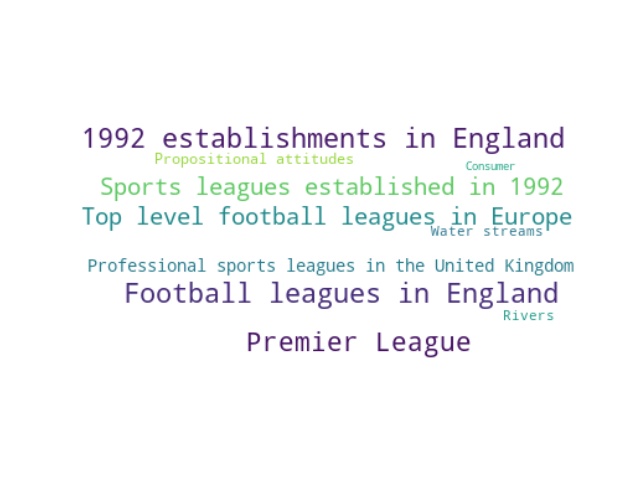 1992 establishments in England
Propositional attitudes
Consumer
Sports leagues established in 1992
Top level football leagues in Europe
Water streams
Professional sports leagues in the United Kingdom
Football leagues in England
Rivers
Premier League